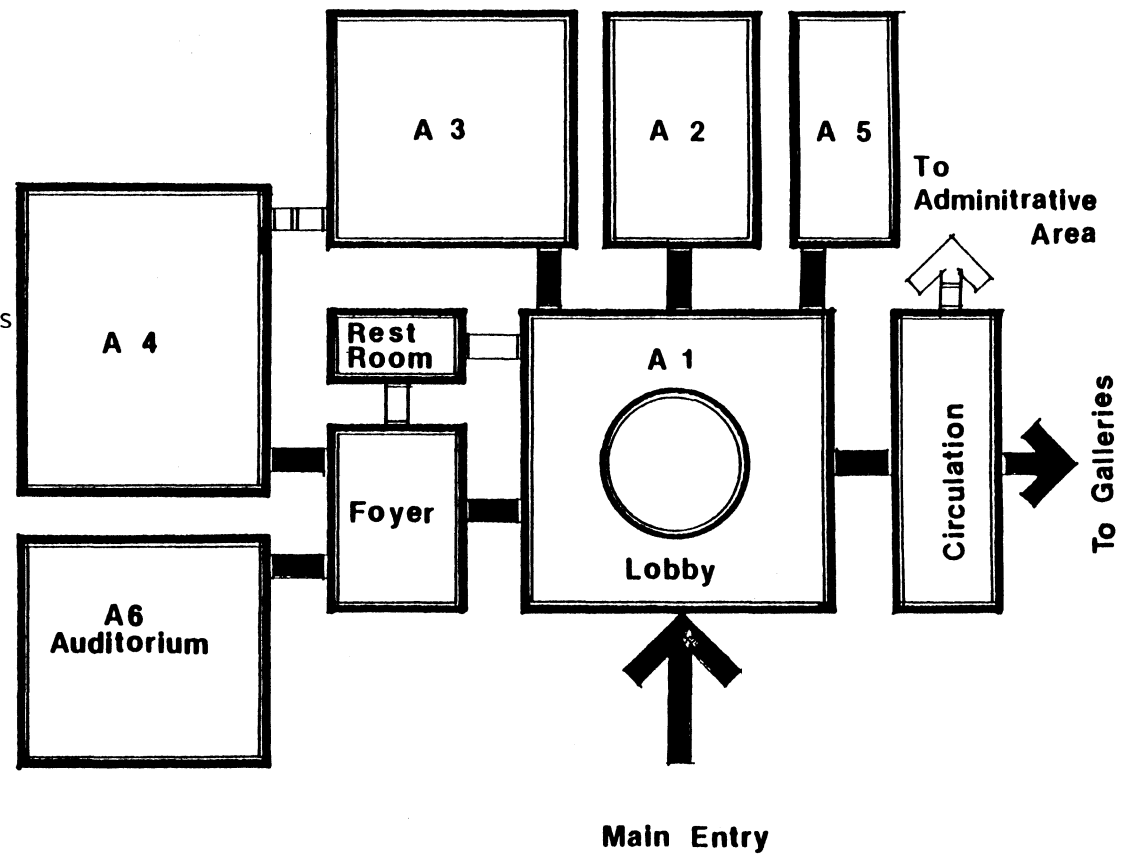 A 3
A 2
A 5
To
Adminitrative
Area
s
A 4
Rest
Room
A 1
Foyer
Lobby
Circulation
To Galleries
A6
Auditorium
Main Entry